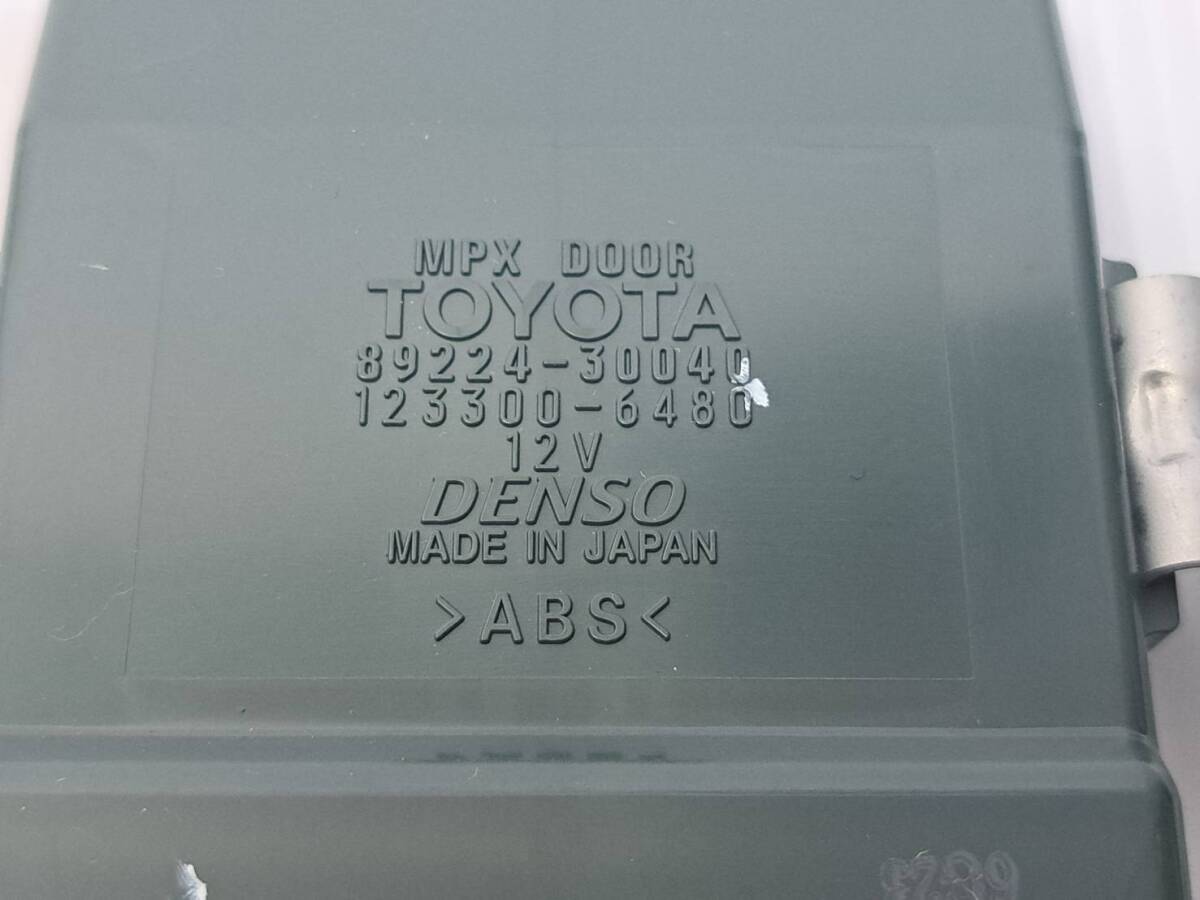 MPX DOOR
TOYOTA
89224-30040
123300-6480
12V
DENSO
MADE IN JAPAN
>ABS<